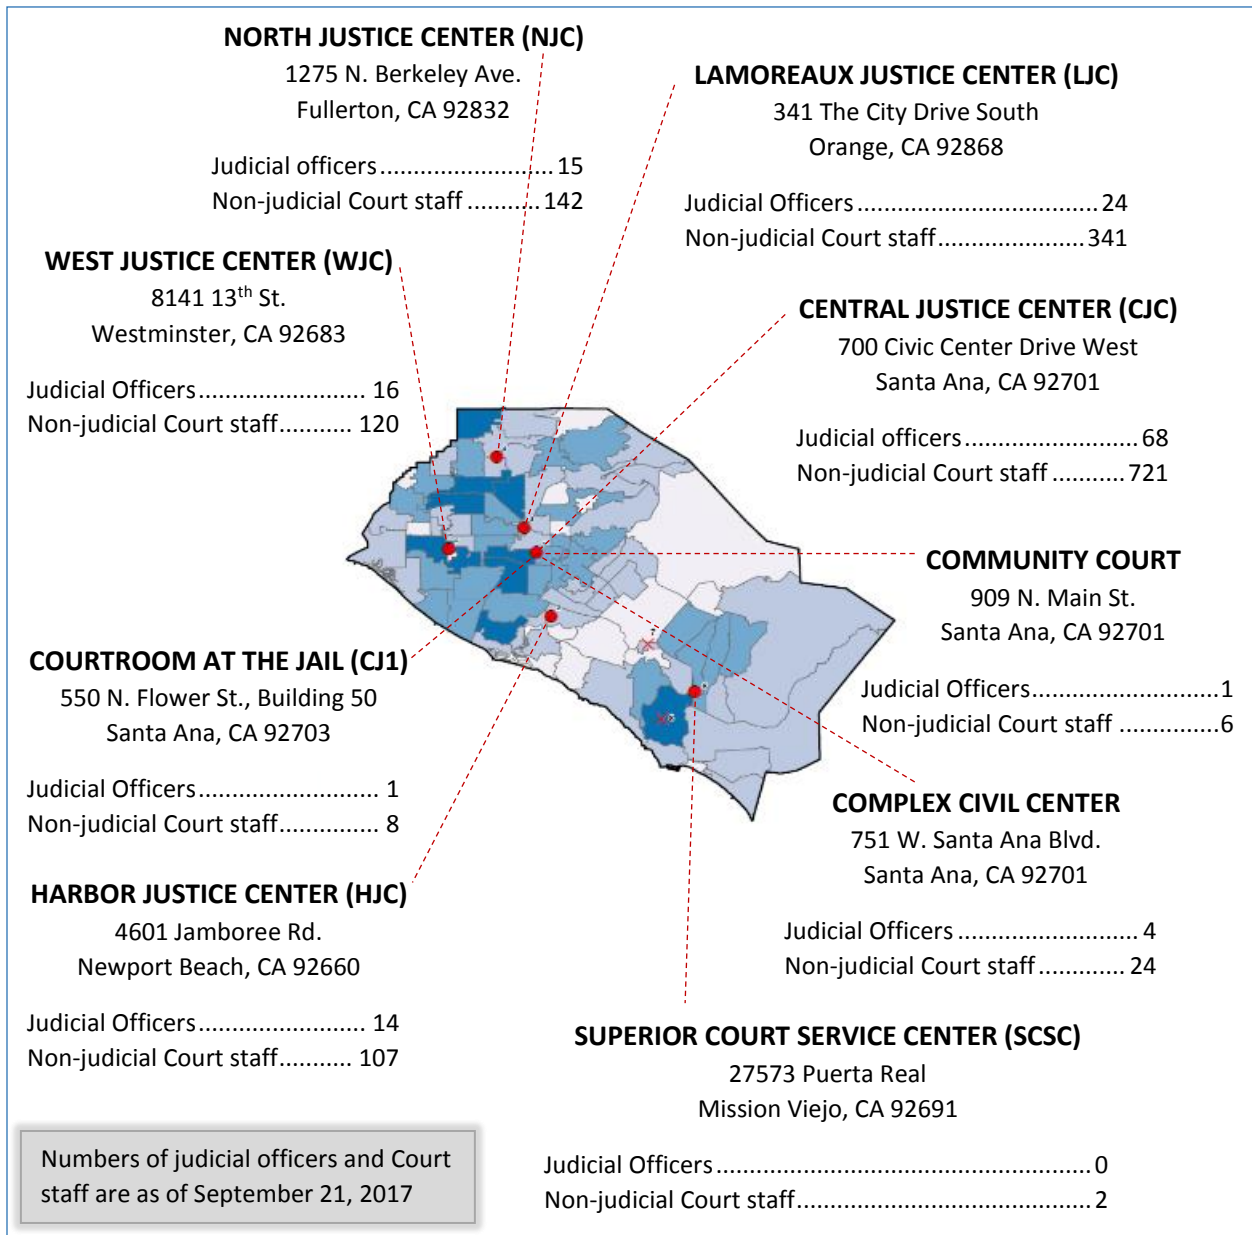 NORTH JUSTICE CENTER (NJC)
1275 N. Berkeley Ave.
Fullerton, CA 92832
Judicial officers .......................... 15
Non-judicial Court staff ........... 142
LAMOREAUX JUSTICE CENTER (LJC)
341 The City Drive South
Orange, CA 92868
Judicial Officers ................................... 24
Non-judicial Court staff ..................... 341
WEST JUSTICE CENTER (WJC)
8141 13th St.
Westminster, CA 92683
Judicial Officers ........................ 16
Non-judicial Court staff ........... 120
CENTRAL JUSTICE CENTER (CJC)
700 Civic Center Drive West
Santa Ana, CA 92701
Judicial officers .............................. 68
Non-judicial Court staff ............... 721
COMMUNITY COURT
909 N. Main St.
Santa Ana, CA 92701
Judicial Officers ........................... 1
Non-judicial Court staff ............... 6
COURTROOM AT THE JAIL (CJ1)
550 N. Flower St., Building 50
Santa Ana, CA 92703
Judicial Officers .......................... 1
Non-judicial Court staff ............... 8
COMPLEX CIVIL CENTER
751 W. Santa Ana Blvd.
Santa Ana, CA 92701
Judicial Officers .......................... 4
Non-judicial Court staff ............. 24
HARBOR JUSTICE CENTER (HJC)
4601 Jamboree Rd.
Newport Beach, CA 92660
Judicial Officers ........................ 14
Non-judicial Court staff ........... 107
SUPERIOR COURT SERVICE CENTER (SCSC)
27573 Puerta Real
Mission Viejo, CA 92691
Judicial Officers ....................................................... 0
Non-judicial Court staff ........................................... 2
Numbers of judicial officers and Court
staff are as of September 21, 2017